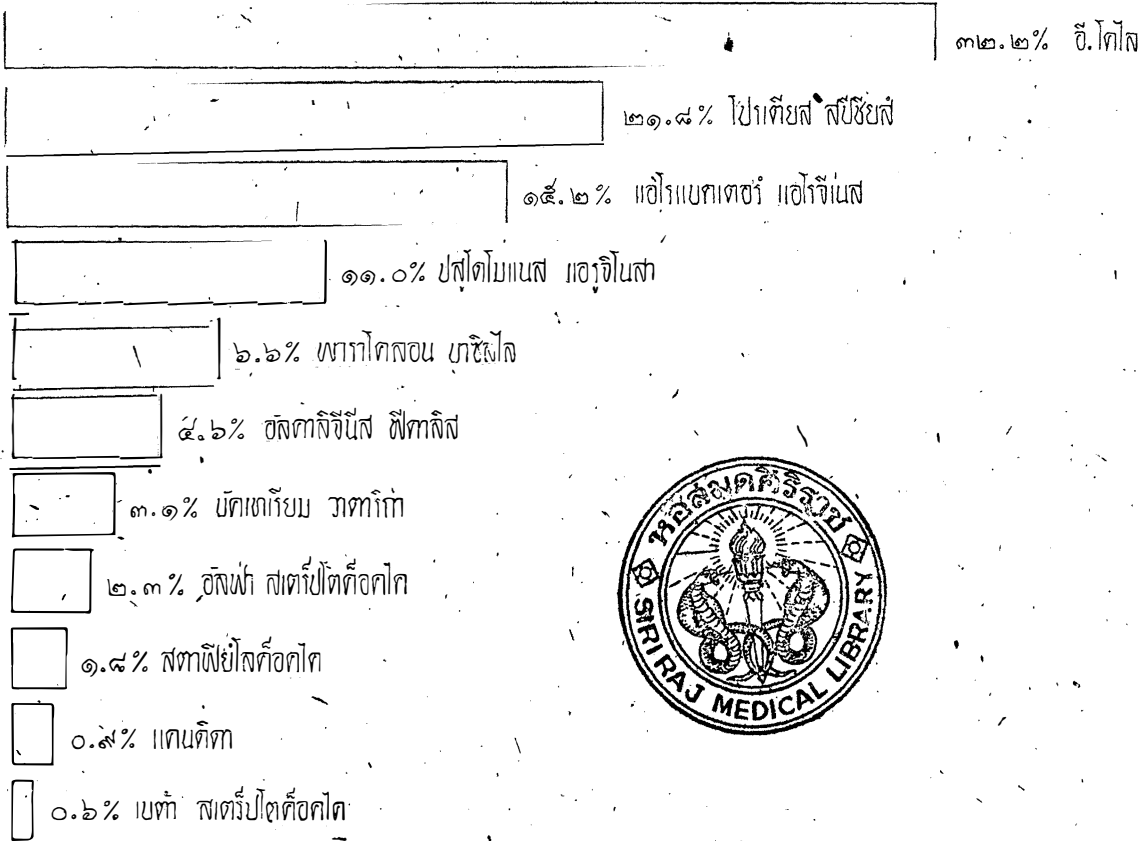 ๓๒.๒% อี.โคไล
๒๑.๘% โปรเตียส สปีชียส์
๑๕.๒% แอโรแบคเตอร์ แอโรจีเนส
๑๑.๐% ปสูโดโมแนส แอรูจิโนสา
๖.๖% พาราโคลอน บาซิลไล
๔.๖% อัลคาลิจีนีส ฟีคาลิส
๓.๑% บัคเทเรียม
๒.๓% อัลฟา สเตร็ปโตค็อคไค
๑.๘% สตาฟีย์โลค็อคไค
๐.๙% แคนดิดา
๐.๖% เบต้า สเตร็ปโตค็อคไค
หอสมุดศิริราช
SIRIRAJ MEDICAL LIBRARY